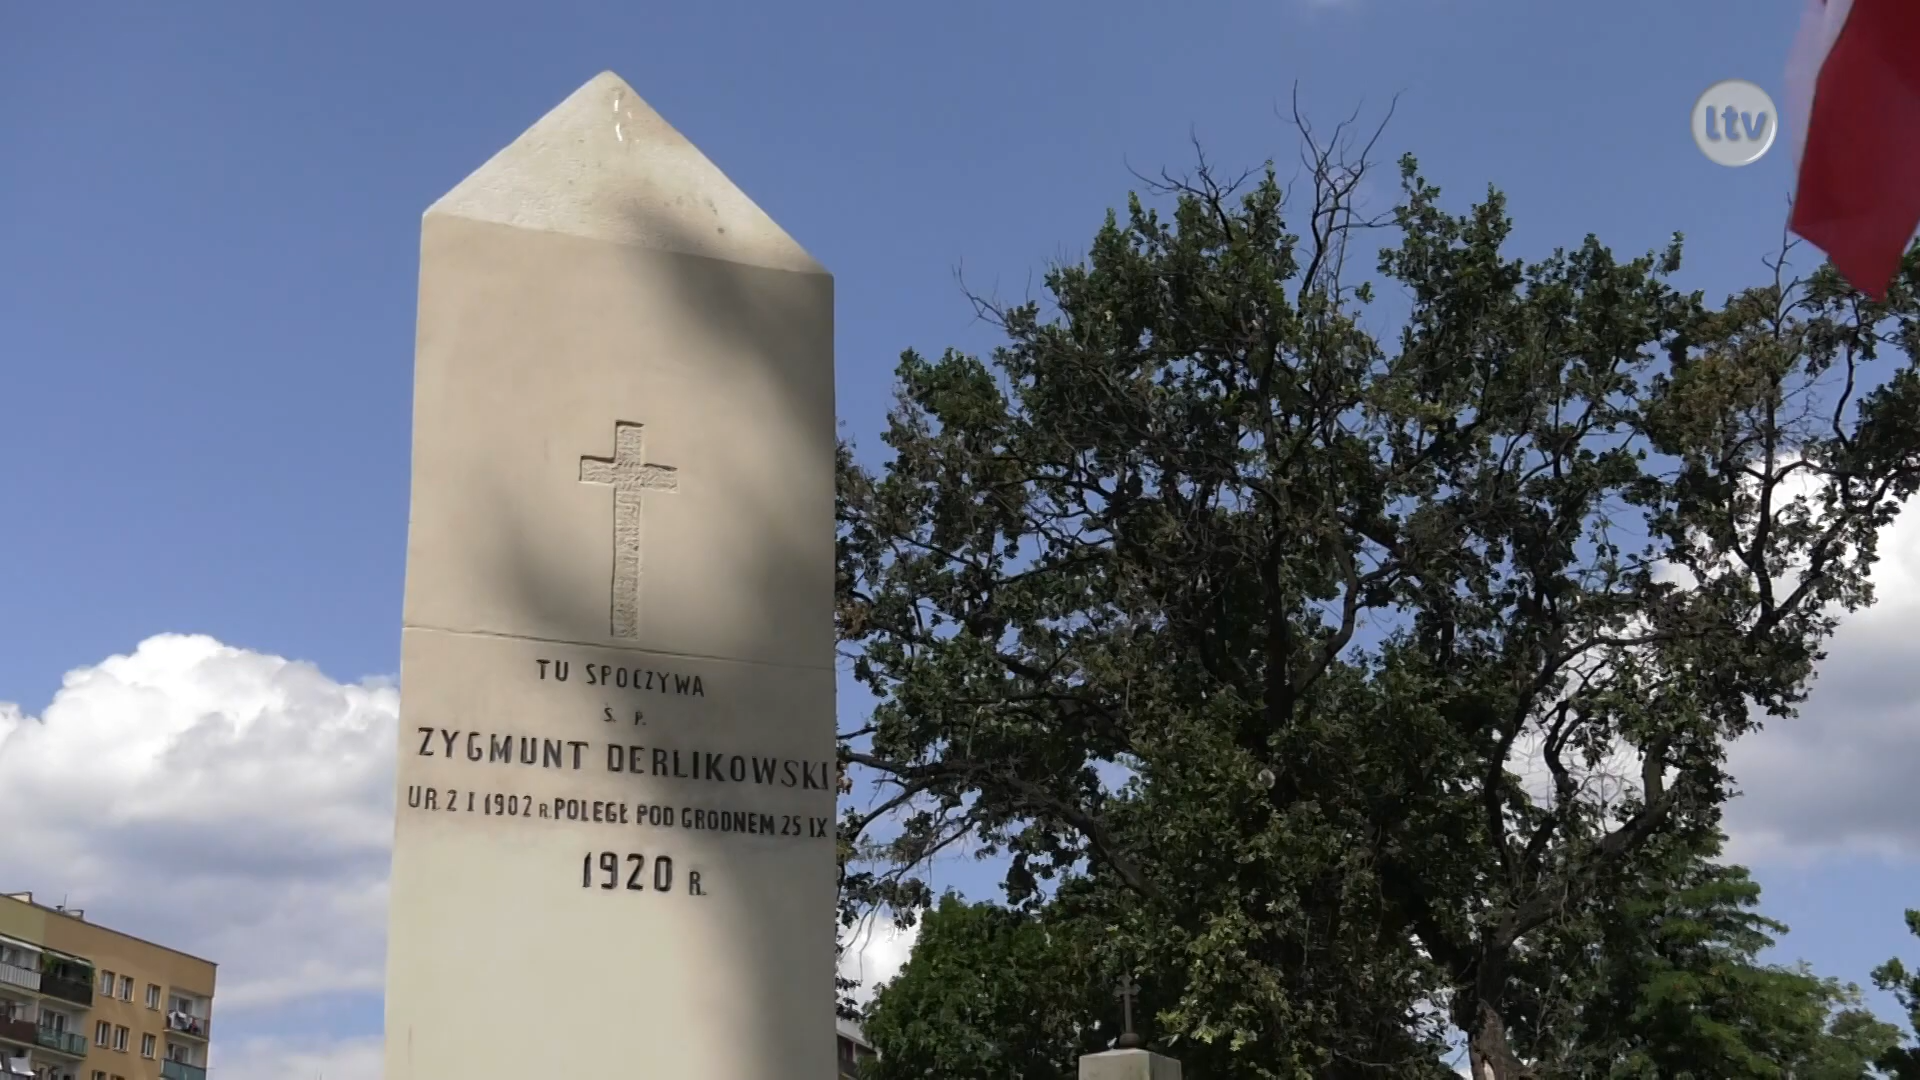 ltv
TU SPOCZYWA
Ś. P.
ZYGMUNT DERLIKOWSKI
UR. 2 I 1902 R. POLEGŁ POD GRODNEM 25 IX
1920 R.